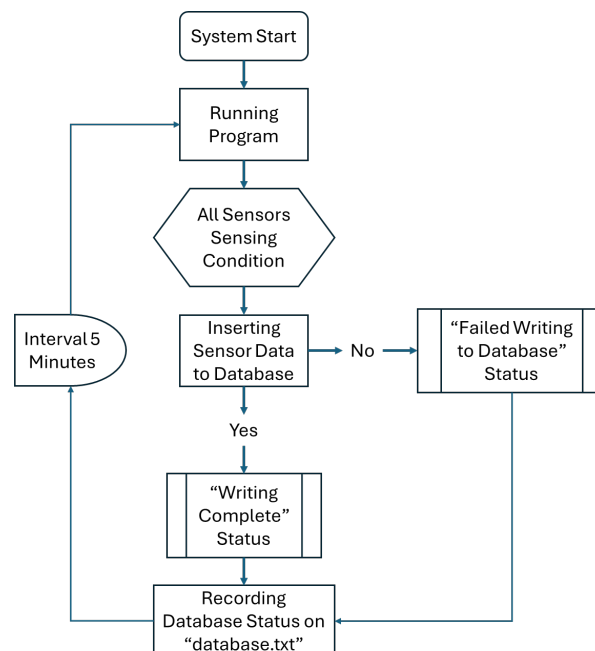 System Start
Running
Program
All Sensors
Sensing
Condition
Inserting
Sensor Data
to Database
No
“Failed Writing
to Database”
Status
Interval 5
Minutes
Yes
“Writing
Complete”
Status
Recording
Database Status on
“database.txt”